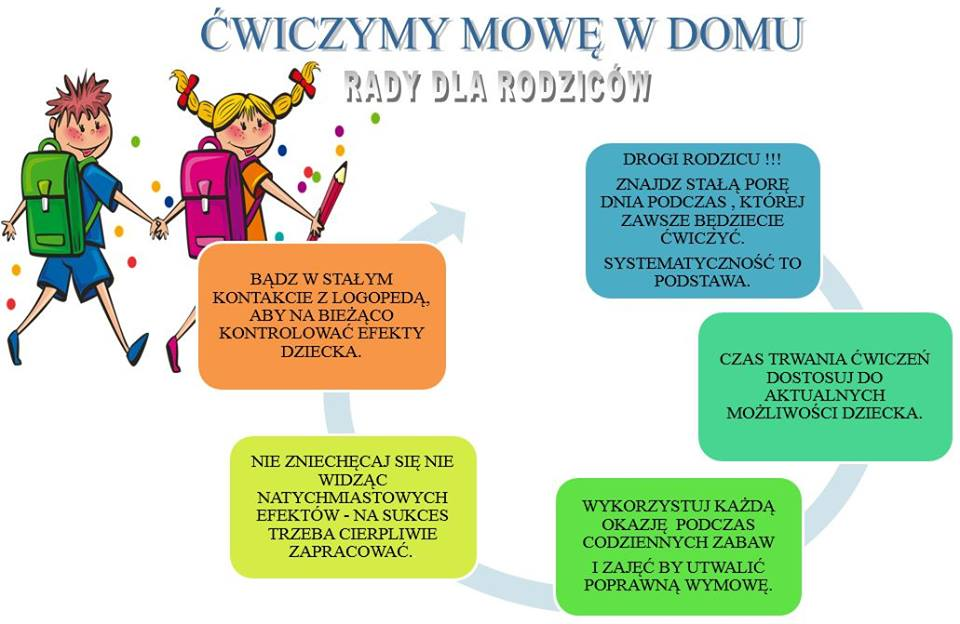 ĆWICZYMY MOWĘ W DOMU
RADY DLA RODZICÓW
DROGI RODZICU !!!
ZNAJDZ STAŁĄ PORĘ
DNIA PODCZAS , KTÓREJ
ZAWSZE BĘDZIECIE
ĆWICZYĆ.
SYSTEMATYCZNOŚĆ TO
PODSTAWA.
CZAS TRWANIA ĆWICZEŃ
DOSTOSUJ DO
AKTUALNYCH
MOŻLIWOŚCI DZIECKA.
WYKORZYSTUJ KAŻDĄ
OKAZJĘ PODCZAS
CODZIENNYCH ZABAW
I ZAJĘĆ BY UTWALIĆ
POPRAWNĄ WYMOWĘ.
NIE ZNIECHĘCAJ SIĘ NIE
WIDZĄC
NATYCHMIASTOWYCH
EFEKTÓW - NA SUKCES
TRZEBA CIERPLIWIE
ZAPRACOWAĆ.
BĄDZ W STAŁYM
KONTAKCIE Z LOGOPEDĄ,
ABY NA BIEŻĄCO
KONTROLOWAĆ EFEKTY
DZIECKA.